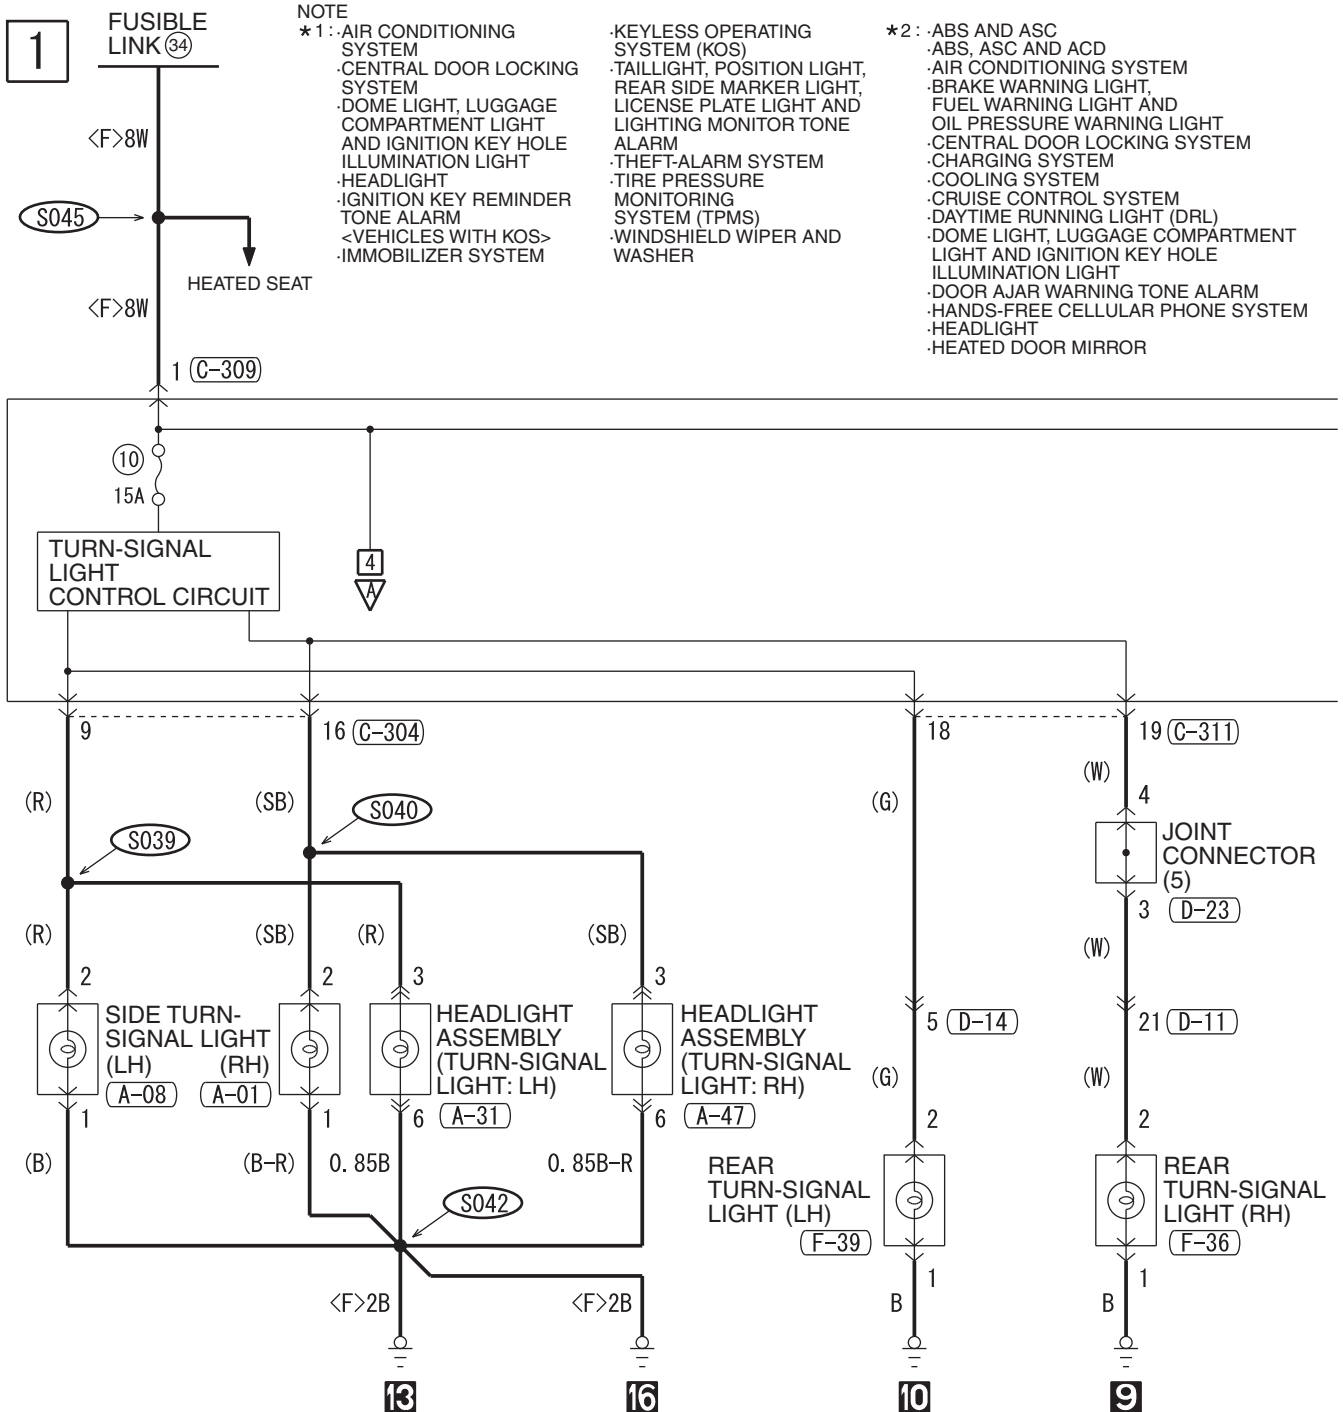 1
FUSIBLE
LINK 34
NOTE
*1: ·AIR CONDITIONING
SYSTEM
·CENTRAL DOOR LOCKING
SYSTEM
·DOME LIGHT, LUGGAGE
COMPARTMENT LIGHT
AND IGNITION KEY HOLE
ILLUMINATION LIGHT
·HEADLIGHT
·IGNITION KEY REMINDER
TONE ALARM
<VEHICLES WITH KOS>
·IMMOBILIZER SYSTEM
·KEYLESS OPERATING
SYSTEM (KOS)
·TAILLIGHT, POSITION LIGHT,
REAR SIDE MARKER LIGHT,
LICENSE PLATE LIGHT AND
LIGHTING MONITOR TONE
ALARM
·THEFT-ALARM SYSTEM
·TIRE PRESSURE
MONITORING
SYSTEM (TPMS)
·WINDSHIELD WIPER AND
WASHER
*2: ·ABS AND ASC
·ABS, ASC AND ACD
·AIR CONDITIONING SYSTEM
·BRAKE WARNING LIGHT,
FUEL WARNING LIGHT AND
OIL PRESSURE WARNING LIGHT
·CENTRAL DOOR LOCKING SYSTEM
·CHARGING SYSTEM
·COOLING SYSTEM
·CRUISE CONTROL SYSTEM
·DAYTIME RUNNING LIGHT (DRL)
·DOME LIGHT, LUGGAGE COMPARTMENT
LIGHT AND IGNITION KEY HOLE
ILLUMINATION LIGHT
·DOOR AJAR WARNING TONE ALARM
·HANDS-FREE CELLULAR PHONE SYSTEM
·HEADLIGHT
·HEATED DOOR MIRROR
<F>8W
S045
HEATED SEAT
<F>8W
1 C-309
10
15A
TURN-SIGNAL
LIGHT
CONTROL CIRCUIT
4
A
9
16 C-304
18
19 C-311
(R)
(SB)
(G)
(W)
S039
S040
4
JOINT
CONNECTOR
(5)
3 D-23
(R)
(SB)
(R)
(SB)
(W)
2
2
3
3
SIDE TURN-
SIGNAL LIGHT
(LH)
(RH)
A-08
A-01
HEADLIGHT
ASSEMBLY
(TURN-SIGNAL
LIGHT: LH)
A-31
HEADLIGHT
ASSEMBLY
(TURN-SIGNAL
LIGHT: RH)
A-47
5 D-14
21 D-11
(G)
(W)
1
1
6
6
2
2
(B)
(B-R)
0.85B
0.85B-R
S042
REAR
TURN-SIGNAL
LIGHT (LH)
F-39
REAR
TURN-SIGNAL
LIGHT (RH)
F-36
1
1
<F>2B
<F>2B
B
B
13
16
10
9